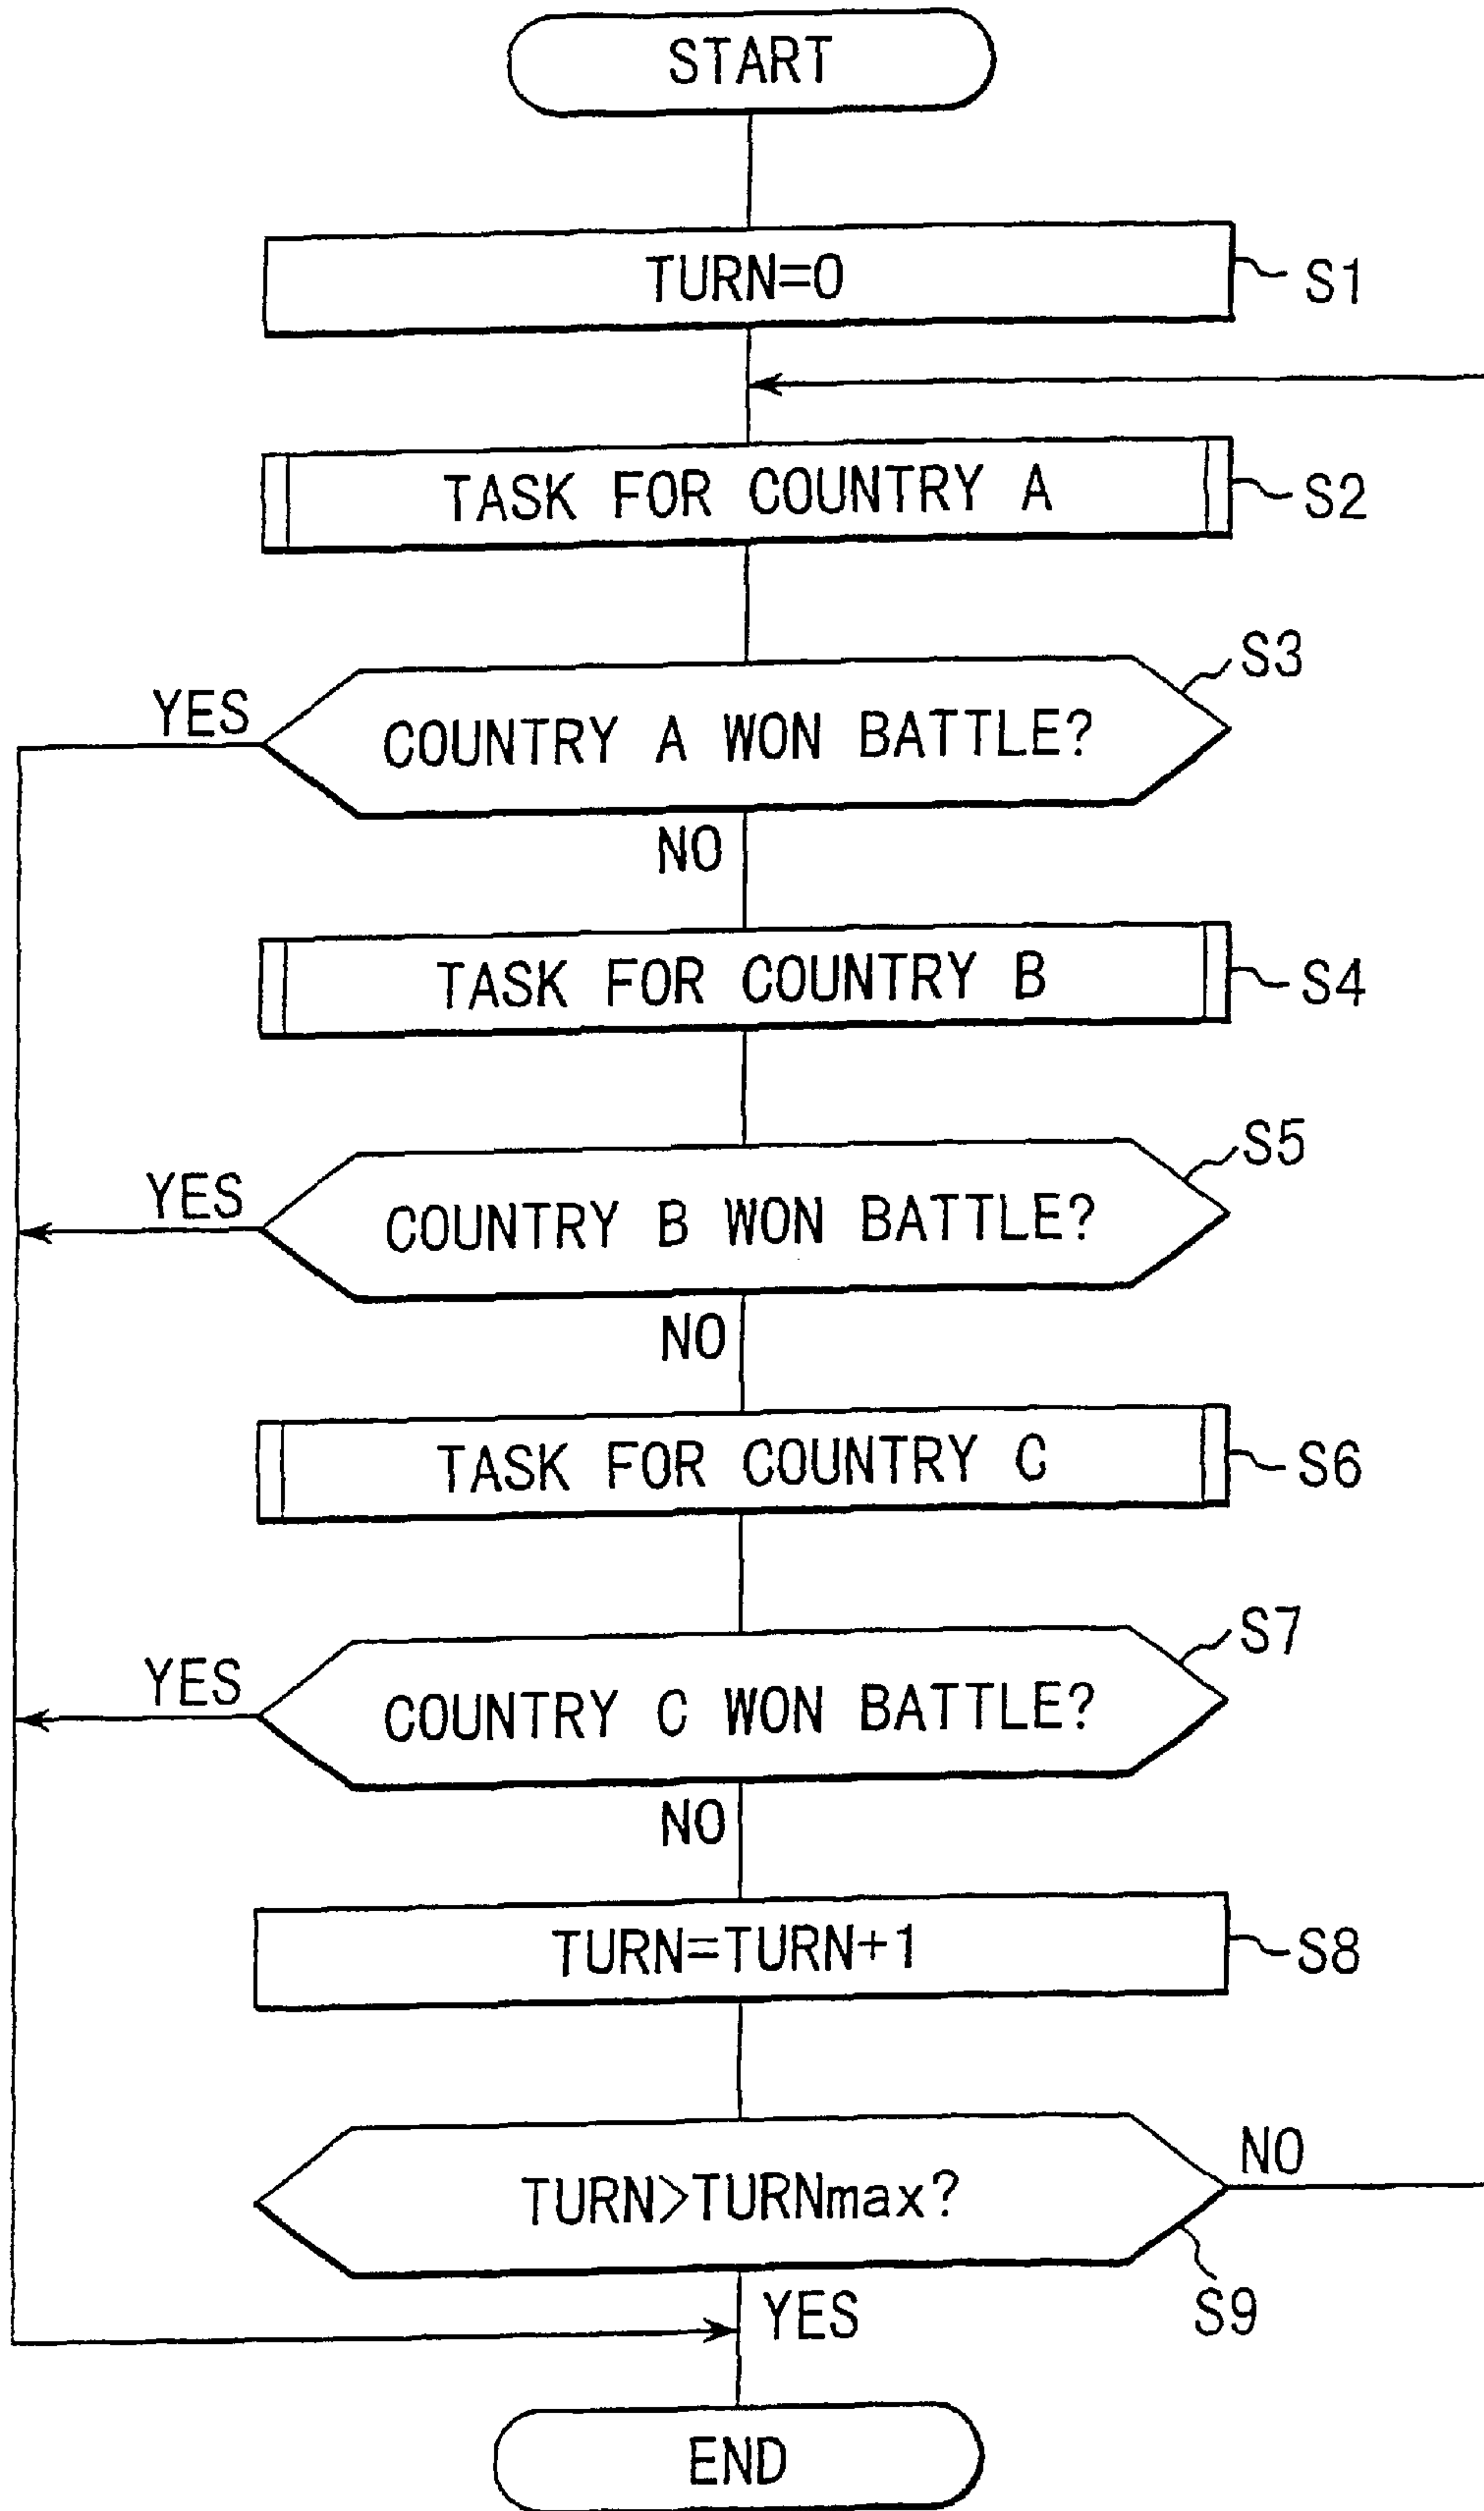 START
TURN=0
S1
TASK FOR COUNTRY A
S2
S3
YES
COUNTRY A WON BATTLE?
NO
TASK FOR COUNTRY B
S4
S5
YES
COUNTRY B WON BATTLE?
NO
TASK FOR COUNTRY C
S6
S7
YES
COUNTRY C WON BATTLE?
NO
TURN=TURN+1
S8
NO
TURN>TURNmax?
S9
YES
END